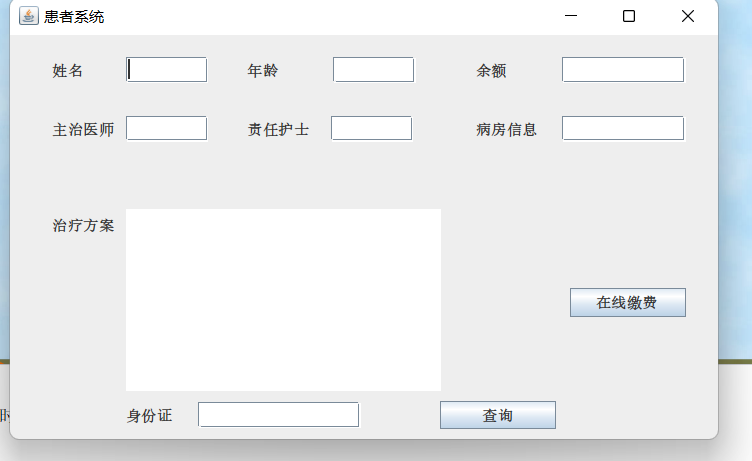 患者系统
姓名 年龄 余额
主治医师 责任护士 病房信息
治疗方案
在线缴费
时
身份证 查询